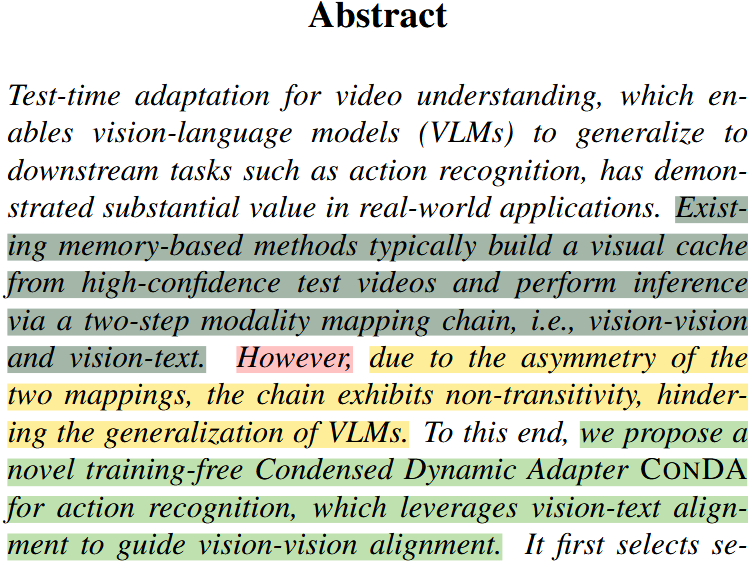 Abstract
Test-time adaptation for video understanding, which en-
ables vision-language models (VLMs) to generalize to
downstream tasks such as action recognition, has demon-
strated substantial value in real-world applications. Exist-
ing memory-based methods typically build a visual cache
from high-confidence test videos and perform inference
via a two-step modality mapping chain, i.e., vision-vision
and vision-text. However, due to the asymmetry of the
two mappings, the chain exhibits non-transitivity, hinder-
ing the generalization of VLMs. To this end, we propose a
novel training-free Condensed Dynamic Adapter CONDA
for action recognition, which leverages vision-text align-
ment to guide vision-vision alignment. It first selects se-